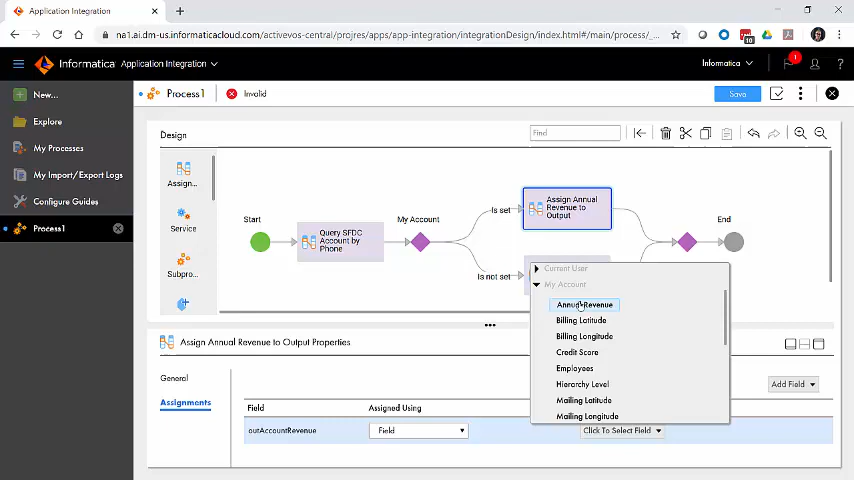 Application Integration
na1.ai.dm-us.informaticacloud.com/activevos-central/projres/apps/app-integration/integrationDesign/index.html#/main/process/_...
10
Informatica Application Integration
Informatica
1
New...
Explore
My Processes
My Import/Export Logs
Configure Guides
Process1
Process1
Invalid
Save
Design
Find
Assign...
Service
Subpro...
Start
Query SFDC
Account by
Phone
My Account
Is set
Is not set
Assign Annual
Revenue to
Output
End
Current User
My Account
Annual Revenue
Billing Latitude
Billing Longitude
Credit Score
Employees
Hierarchy Level
Mailing Latitude
Mailing Longitude
Assign Annual Revenue to Output Properties
General
Assignments
Add Field
Field
Assigned Using
outAccountRevenue
Field
Click To Select Field